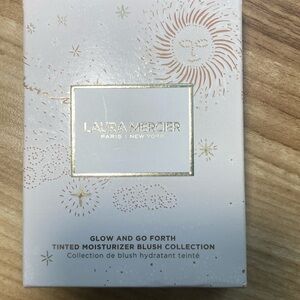 LAURA MERCIER
PARIS | NEW YORK
GLOW AND GO FORTH
TINTED MOISTURIZER BLUSH COLLECTION
Collection de blush hydratant teinté